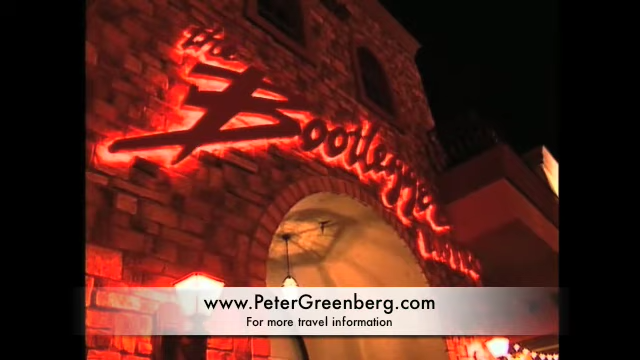 the
Bootlegger
www.PeterGreenberg.com
For more travel information